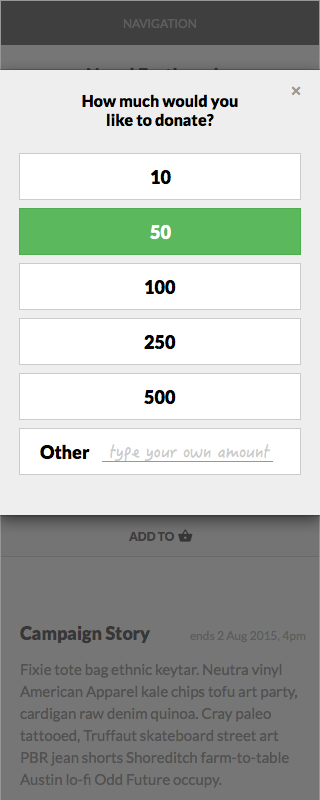 NAVIGATION
×
How much would you
like to donate?
10
50
100
250
500
Other type your own amount
ADD TO
Campaign Story ends 2 Aug 2015, 4pm
Fixie tote bag ethnic keytar. Neutra vinyl
American Apparel kale chips tofu art party,
cardigan raw denim quinoa. Cray paleo
tattooed, Truffaut skateboard street art
PBR jean shorts Shoreditch farm-to-table
Austin lo-fi Odd Future occupy.